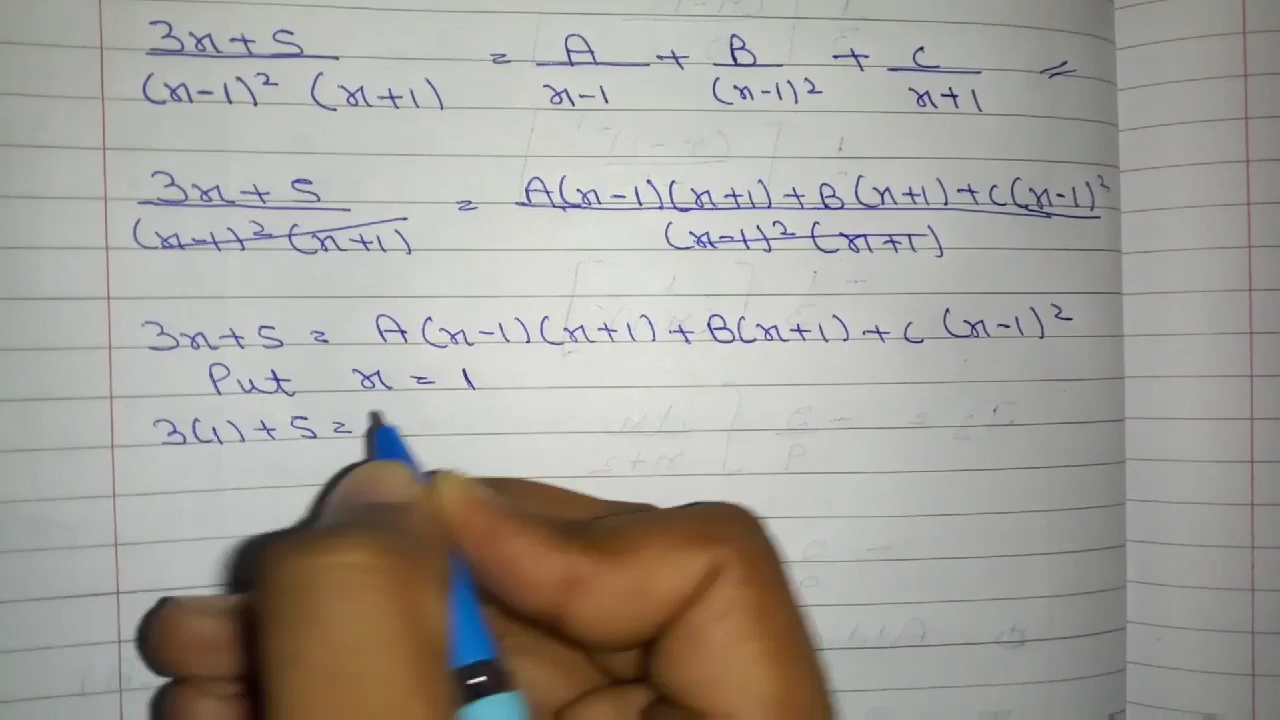 3x+5/(x-1)² (x+1) = A/x-1 + B/(x-1)² + C/x+1 =
3x+5/(x-1)² (x+1) = A(x-1)(x+1)+B(x+1)+C(x-1)²/(x-1)² (x+1)
3x+5 = A(x-1)(x+1)+B(x+1)+C (x-1)²
Put x = 1
3(1)+5=